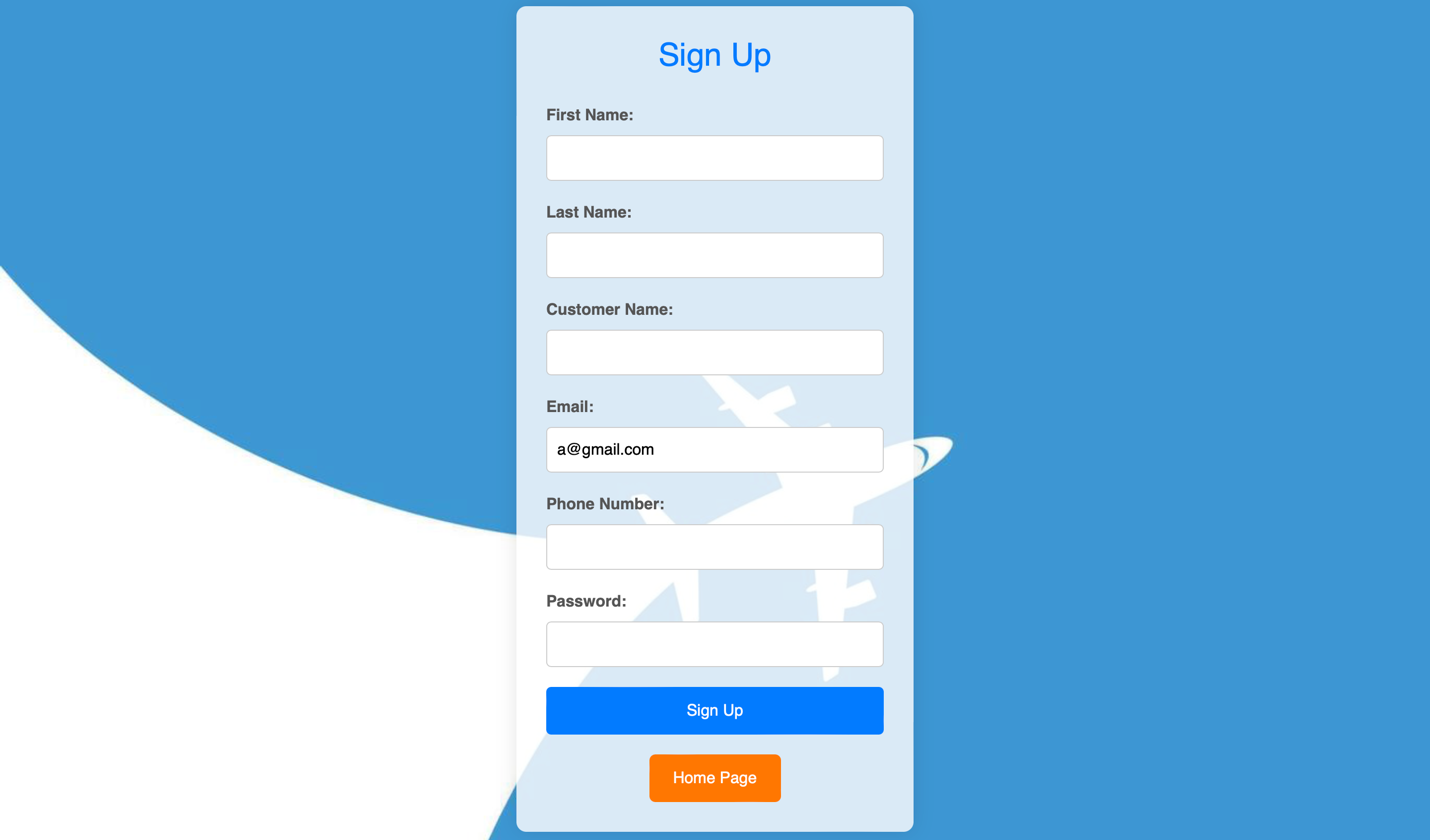 Sign Up
First Name:
Last Name:
Customer Name:
Email:
a@gmail.com
Phone Number:
Password:
Sign Up
Home Page